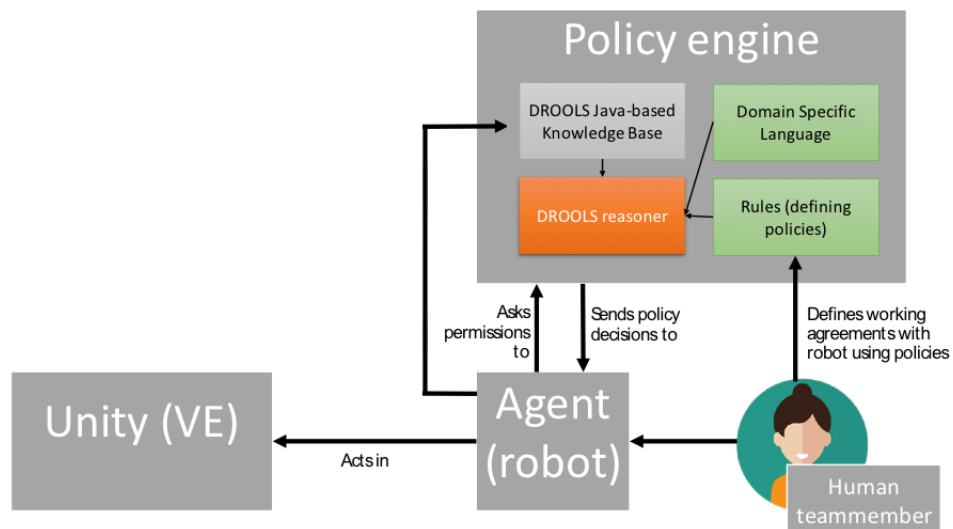 Policy engine
DROOLS Java-based
Knowledge Base
Domain Specific
Language
DROOLS reasoner
Rules (defining
policies)
Asks
permissions
to
Sends policy
decisions to
Defines working
agreements with
robot using policies
Unity (VE)
Acts in
Agent
(robot)
Human
teammember